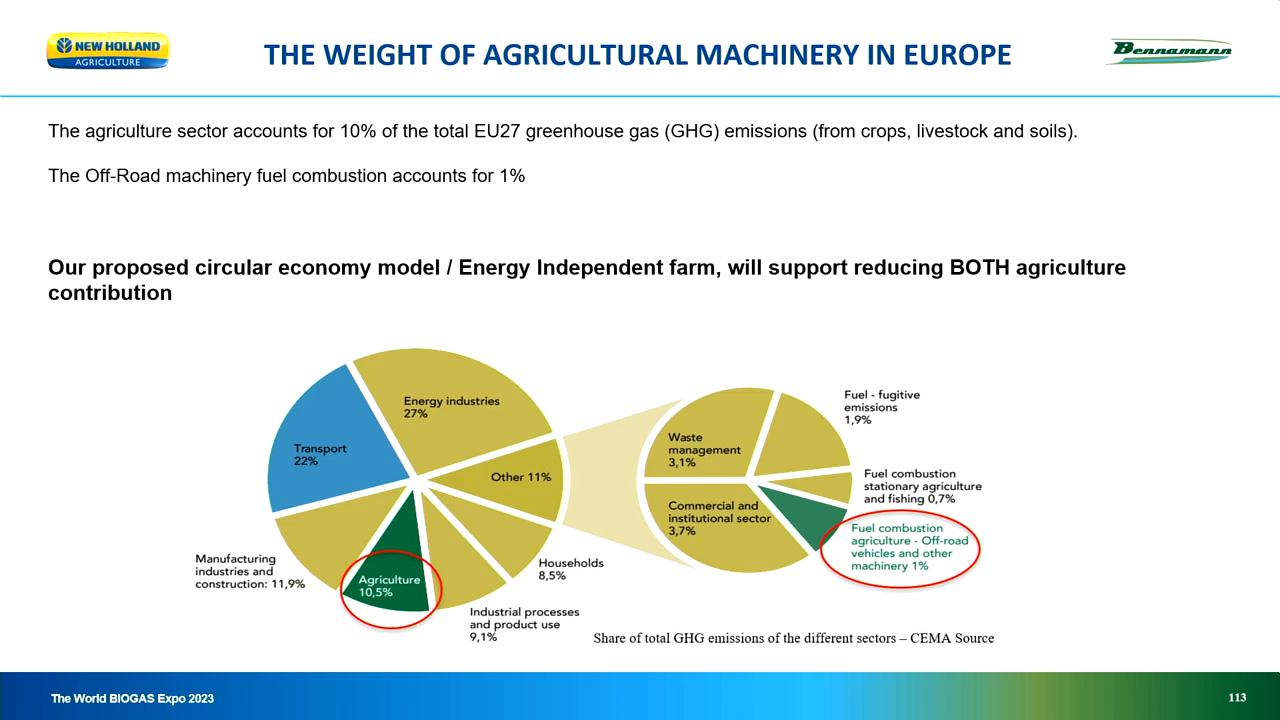 NEW HOLLAND
AGRICULTURE
THE WEIGHT OF AGRICULTURAL MACHINERY IN EUROPE
Bennamann
The agriculture sector accounts for 10% of the total EU27 greenhouse gas (GHG) emissions (from crops, livestock and soils).
The Off-Road machinery fuel combustion accounts for 1%
Our proposed circular economy model / Energy Independent farm, will support reducing BOTH agriculture
contribution
Energy industries
27%
Transport
22%
Other 11%
Manufacturing
industries and
construction: 11,9%
Agriculture
10,5%
Industrial processes
and product use
9,1%
Households
8,5%
Waste
management
3,1%
Commercial and
institutional sector
3,7%
Fuel - fugitive
emissions
1,9%
Fuel combustion
stationary agriculture
and fishing 0,7%
Fuel combustion
agriculture - Off-road
vehicles and other
machinery 1%
Share of total GHG emissions of the different sectors – CEMA Source
The World BIOGAS Expo 2023
113